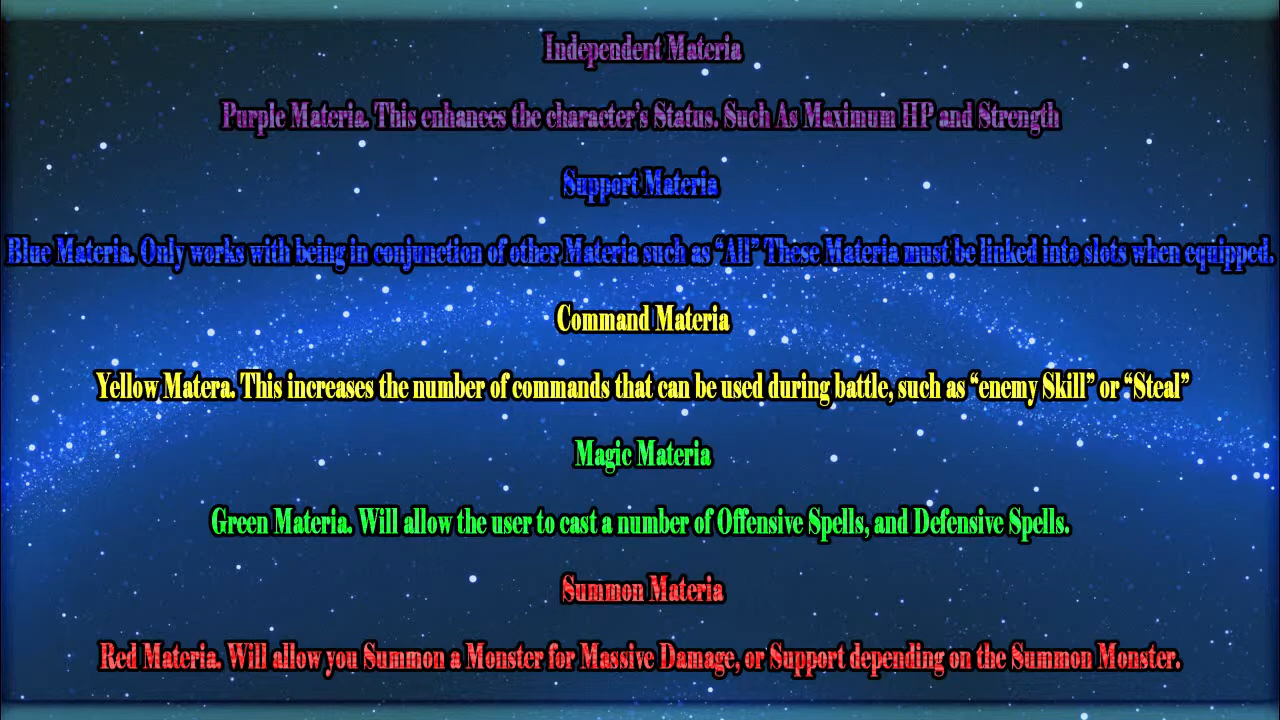 Independent Materia
Purple Materia. This enhances the character's Status. Such As Maximum HP and Strength
Support Materia
Blue Materia. Only works with being in conjunction of other Materia such as “All” These Materia must be linked into slots when equipped.
Command Materia
Yellow Matera. This increases the number of commands that can be used during battle, such as “enemy Skill” or “Steal”
Magic Materia
Green Materia. Will allow the user to cast a number of Offensive Spells, and Defensive Spells.
Summon Materia
Red Materia. Will allow you Summon a Monster for Massive Damage, or Support depending on the Summon Monster.